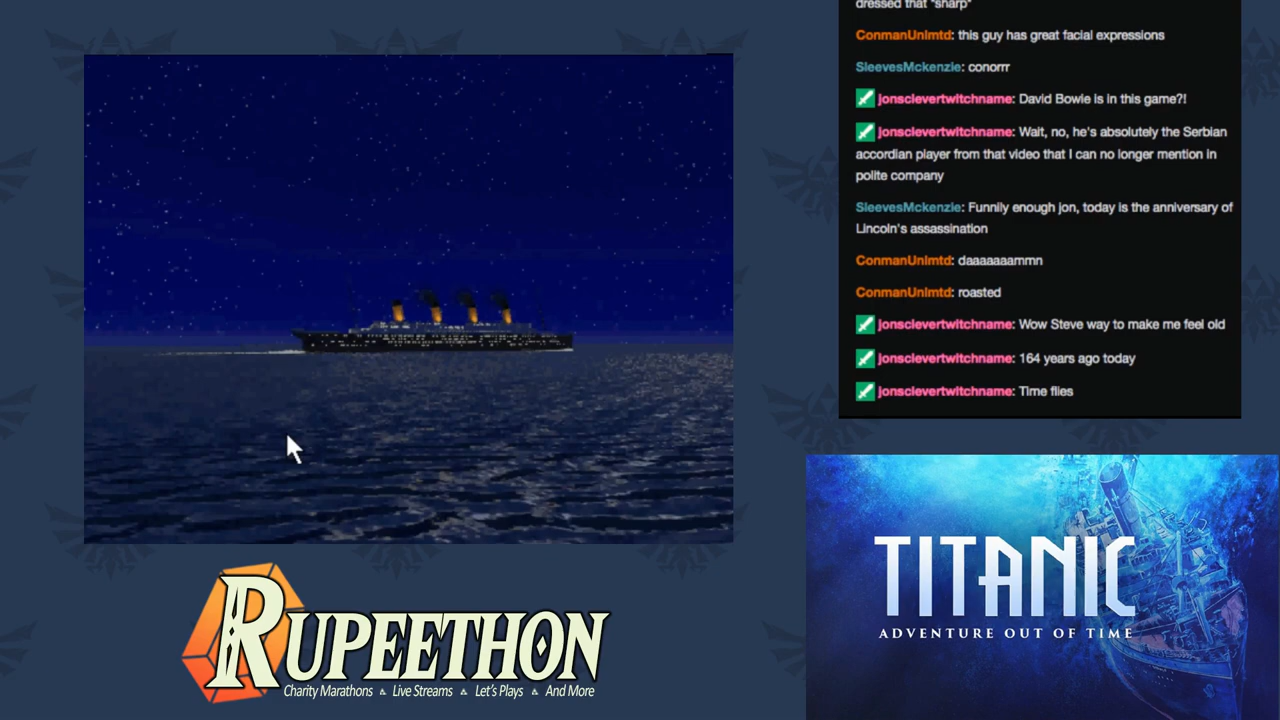 dressed that "sharp"
ConmanUnlmtd: this guy has great facial expressions
SleevesMckenzie: conorrr
jonsclevertwitchname: David Bowie is in this game?!
jonsclevertwitchname: Wait, no, he's absolutely the Serbian
accordian player from that video that I can no longer mention in
polite company
SleevesMckenzie: Funnily enough jon, today is the anniversary of
Lincoln's assassination
ConmanUnlmtd: daaaaaaammn
ConmanUnlmtd: roasted
jonsclevertwitchname: Wow Steve way to make me feel old
jonsclevertwitchname: 164 years ago today
jonsclevertwitchname: Time flies
TITANIC
ADVENTURE OUT OF TIME
RUPEETHON
Charity Marathons Live Streams Let's Plays And More